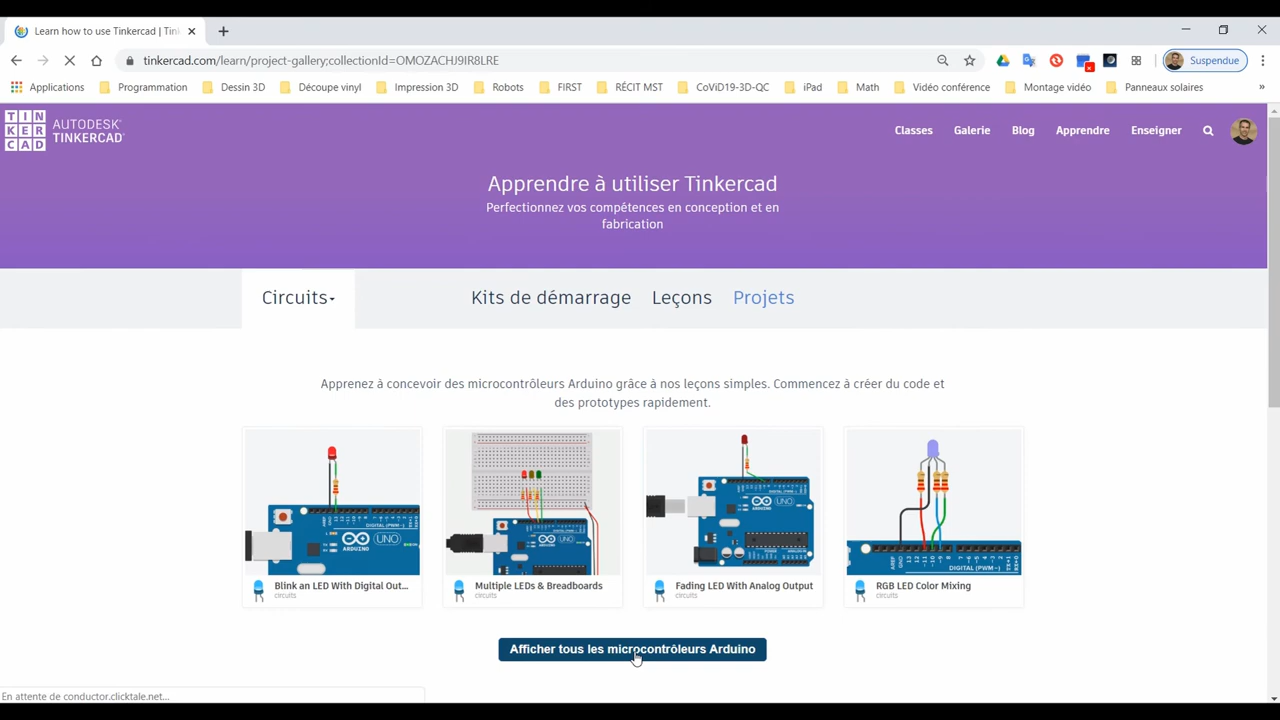 Learn how to use Tinkercad | Tink
tinkercad.com/learn/project-gallery;collectionId=OMOZACHJ9IR8LRE
Suspendue
Applications
Programmation
Dessin 3D
Découpe vinyl
Impression 3D
Robots
FIRST
RÉCIT MST
CoViD19-3D-QC
iPad
Math
Vidéo conférence
Montage vidéo
Panneaux solaires
»
TIN
KER
CAD
AUTODESK®
TINKERCAD®
Classes
Galerie
Blog
Apprendre
Enseigner
Apprendre à utiliser Tinkercad
Perfectionnez vos compétences en conception et en
fabrication
Circuits
Kits de démarrage
Leçons
Projets
Apprenez à concevoir des microcontrôleurs Arduino grâce à nos leçons simples. Commencez à créer du code et
des prototypes rapidement.
UNO
ARDUINO
DIGITAL (PWM~)
Blink an LED With Digital Out...
circuits
Multiple LEDs & Breadboards
circuits
Fading LED With Analog Output
circuits
RGB LED Color Mixing
circuits
Afficher tous les microcontrôleurs Arduino
En attente de conductor.clicktale.net...